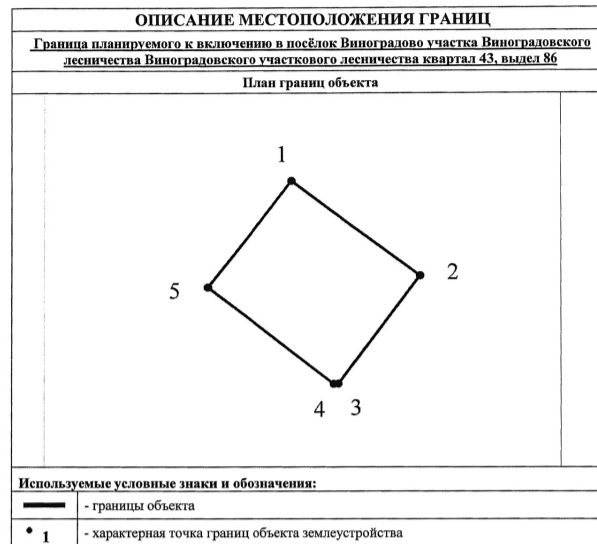 ОПИСАНИЕ МЕСТОПОЛОЖЕНИЯ ГРАНИЦ
Граница планируемого к включению в посёлок Виноградово участка Виноградовского
лесничества Виноградовского участкового лесничества квартал 43, выдел 86
План границ объекта
1
2
5
4 3
Используемые условные знаки и обозначения:
- границы объекта
1 - характерная точка границ объекта землеустройства